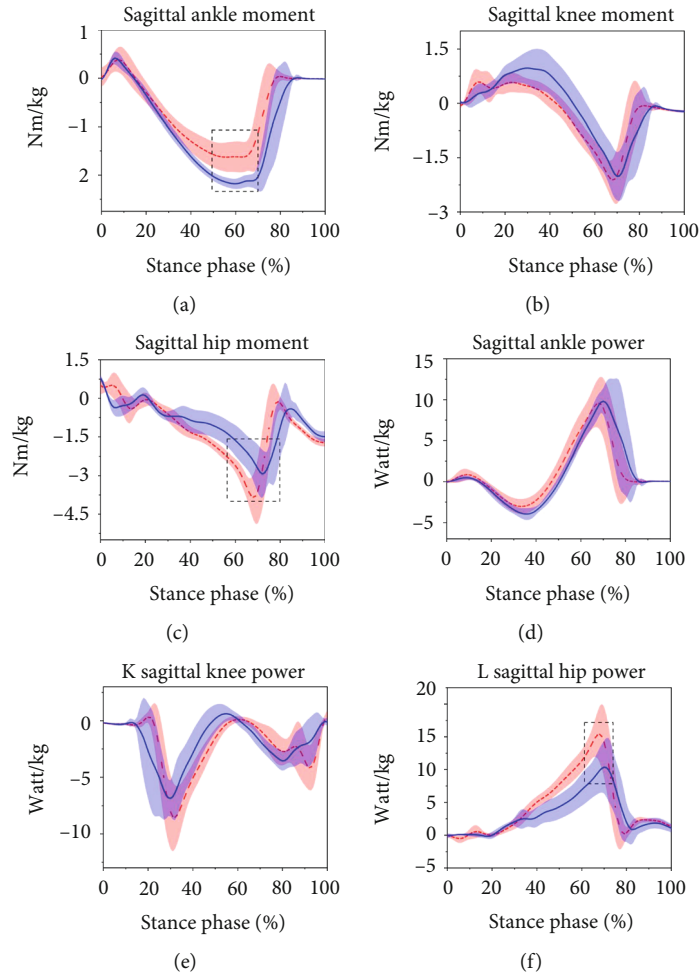 Sagittal ankle moment
Sagittal knee moment
1
0
−1
2
Nm/kg
0 20 40 60 80 100
Stance phase (%)
(a)
1.5
0
−1.5
−3
Nm/kg
0 20 40 60 80 100
Stance phase (%)
(b)
Sagittal hip moment
Sagittal ankle power
1.5
0
−1.5
−3
−4.5
Nm/kg
0 20 40 60 80 100
Stance phase (%)
(c)
15
10
5
0
−5
Watt/kg
0 20 40 60 80 100
Stance phase (%)
(d)
K sagittal knee power
L sagittal hip power
0
−5
−10
Watt/kg
0 20 40 60 80 100
Stance phase (%)
(e)
20
15
10
5
0
−5
Watt/kg
0 20 40 60 80 100
Stance phase (%)
(f)